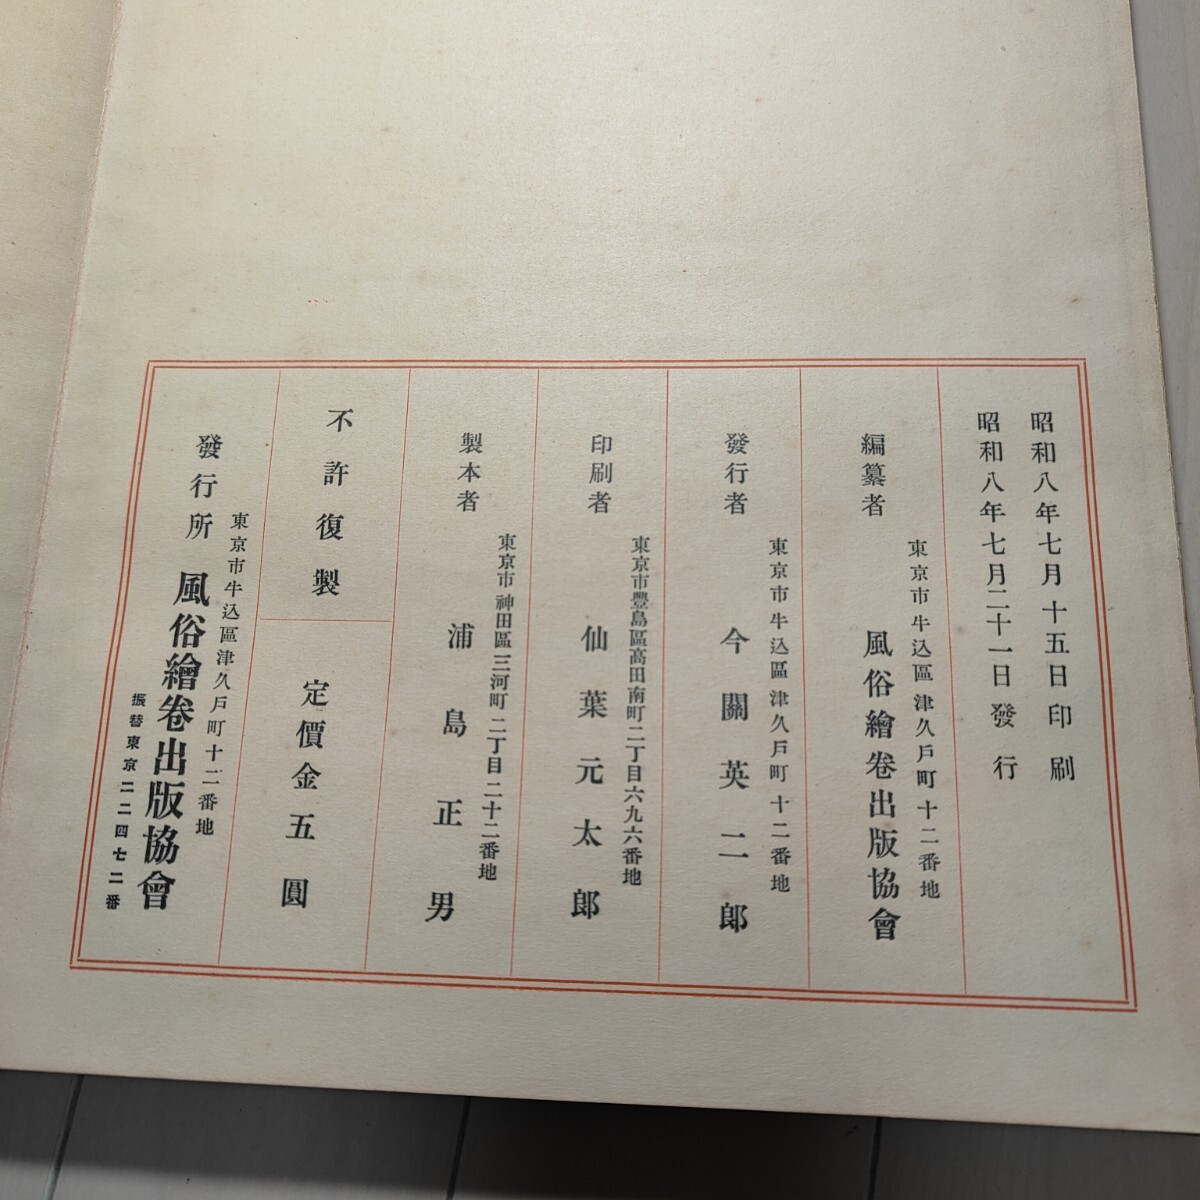 昭和八年七月十五日印刷
昭和八年七月二十一日發行
編纂者
東京市牛込區津久戸町十二番地
風俗繪卷出版協會
發行者
東京市牛込區津久戸町十二番地
今關英二郎
印刷者
東京市豐島區高田南町二丁目六九六番地
仙葉元太郎
製本者
東京市神田區三河町二丁目二十二番地
浦島正男
不許復製
定價金五圓
發行所
東京市牛込區津久戸町十二番地
風俗繪卷出版協會
振替東京二二四七二番